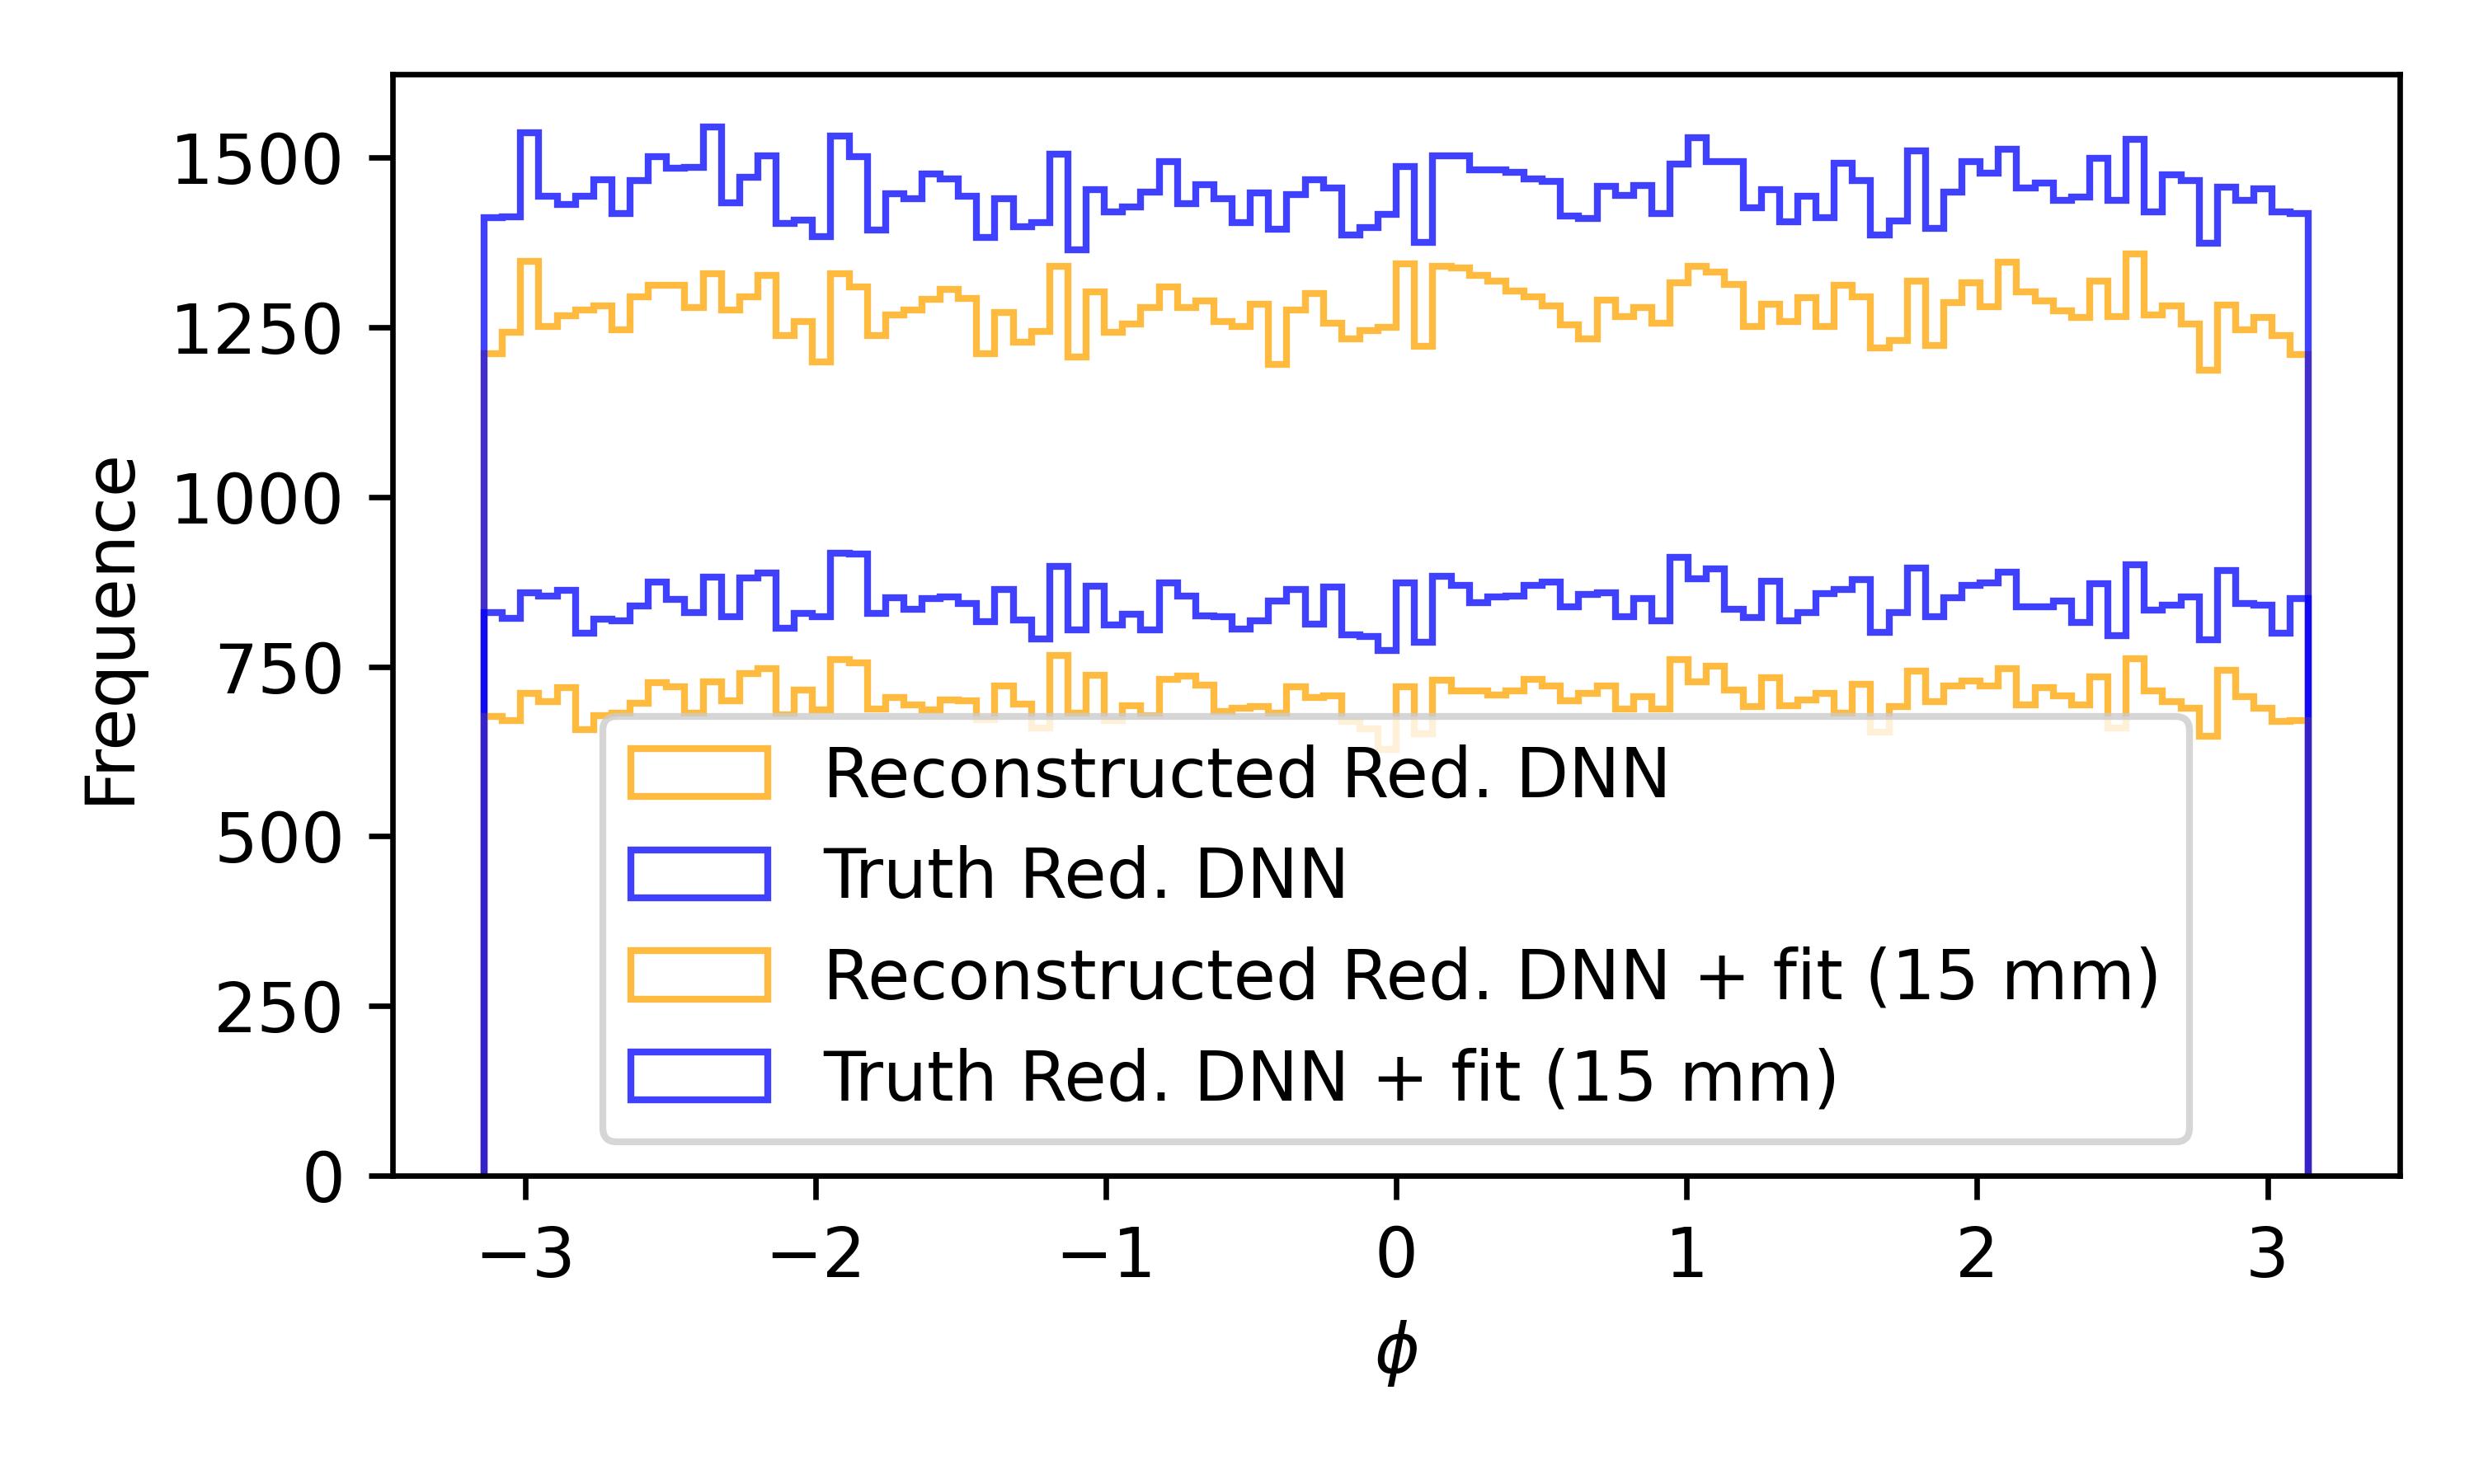 1500
1250
1000
750
500
250
0
Frequence
Reconstructed Red. DNN
Truth Red. DNN
Reconstructed Red. DNN + fit (15 mm)
Truth Red. DNN + fit (15 mm)
−3 −2 −1 0 1 2 3
ϕ